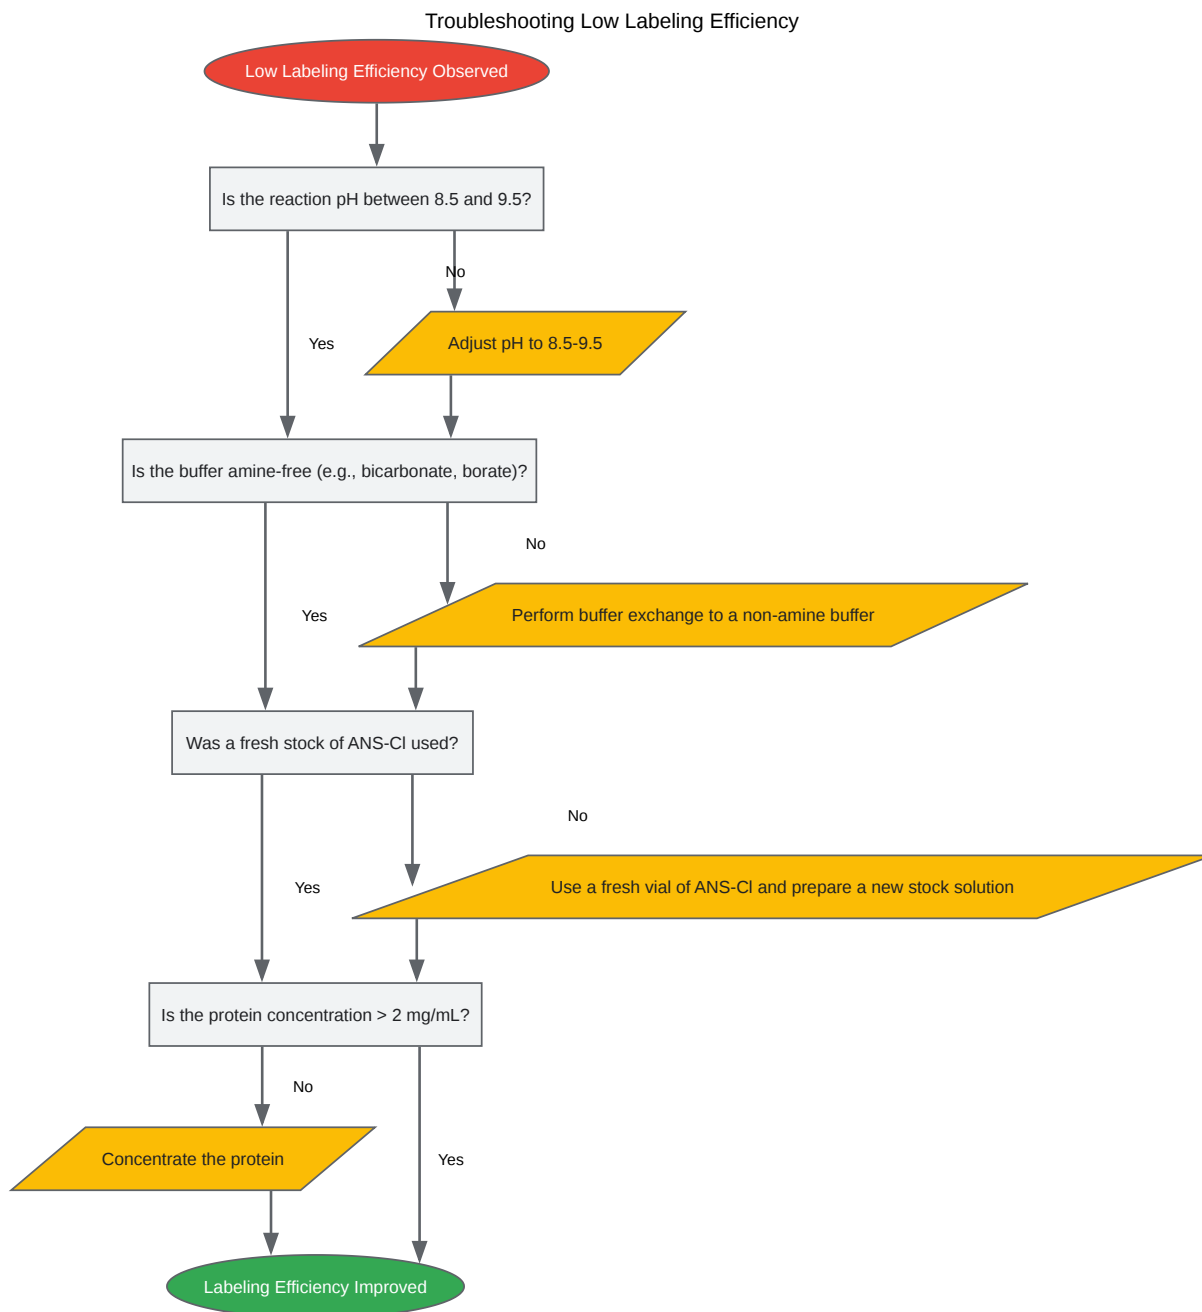 Troubleshooting Low Labeling Efficiency
Low Labeling Efficiency Observed
Is the reaction pH between 8.5 and 9.5?
No
Yes
Adjust pH to 8.5-9.5
Is the buffer amine-free (e.g., bicarbonate, borate)?
No
Yes
Perform buffer exchange to a non-amine buffer
Was a fresh stock of ANS-Cl used?
No
Yes
Use a fresh vial of ANS-Cl and prepare a new stock solution
Is the protein concentration > 2 mg/mL?
No
Concentrate the protein
Yes
Labeling Efficiency Improved